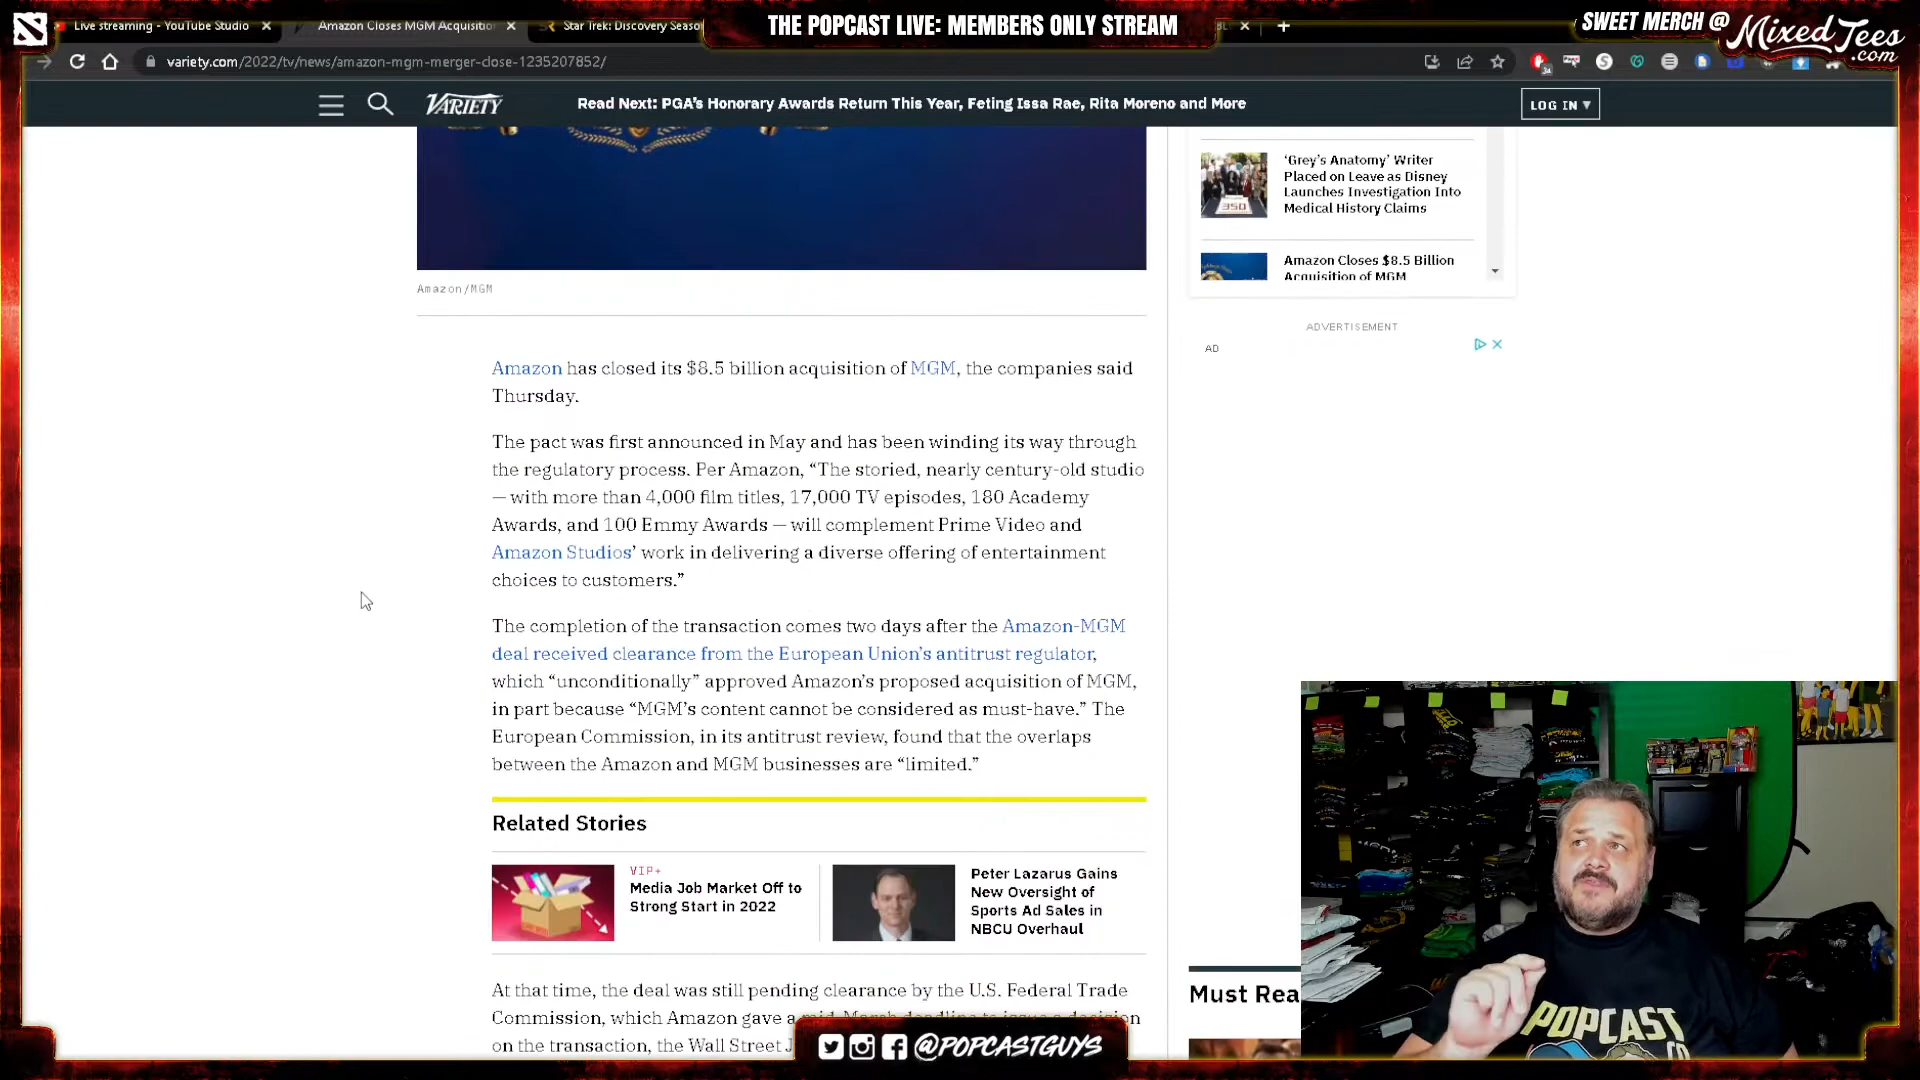 THE POPCAST LIVE: MEMBERS ONLY STREAM
SWEET MERCH @
MixedTees
.com
Live streaming - YouTube Studio
Amazon Closes MGM Acquisitio
Star Trek: Discovery Seaso
variety.com/2022/tv/news/amazon-mgm-merger-close-1235207852/
VARIETY
Read Next: PGA's Honorary Awards Return This Year, Feting Issa Rae, Rita Moreno and More
LOG IN
Amazon/MGM
Amazon has closed its $8.5 billion acquisition of MGM, the companies said
Thursday.
The pact was first announced in May and has been winding its way through
the regulatory process. Per Amazon, “The storied, nearly century-old studio
— with more than 4,000 film titles, 17,000 TV episodes, 180 Academy
Awards, and 100 Emmy Awards — will complement Prime Video and
Amazon Studios’ work in delivering a diverse offering of entertainment
choices to customers.”
The completion of the transaction comes two days after the Amazon-MGM
deal received clearance from the European Union’s antitrust regulator,
which “unconditionally” approved Amazon’s proposed acquisition of MGM,
in part because “MGM’s content cannot be considered as must-have.” The
European Commission, in its antitrust review, found that the overlaps
between the Amazon and MGM businesses are “limited.”
Related Stories
VIP+
Media Job Market Off to
Strong Start in 2022
Peter Lazarus Gains
New Oversight of
Sports Ad Sales in
NBCU Overhaul
At that time, the deal was still pending clearance by the U.S. Federal Trade
Commission, which Amazon gave a mid-March deadline to issue a decision
on the transaction, the Wall Street J
‘Grey’s Anatomy’ Writer
Placed on Leave as Disney
Launches Investigation Into
Medical History Claims
350
Amazon Closes $8.5 Billion
Acquisition of MGM
ADVERTISEMENT
AD
Must Rea
POPCAST
@POPCASTGUYS